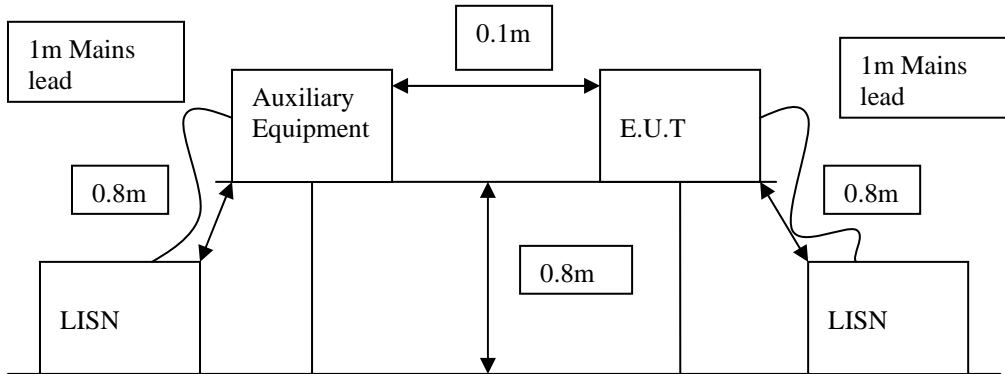 0.1m
1m Mains
lead
1m Mains
lead
Auxiliary
Equipment
E.U.T
0.8m
0.8m
0.8m
LISN
LISN